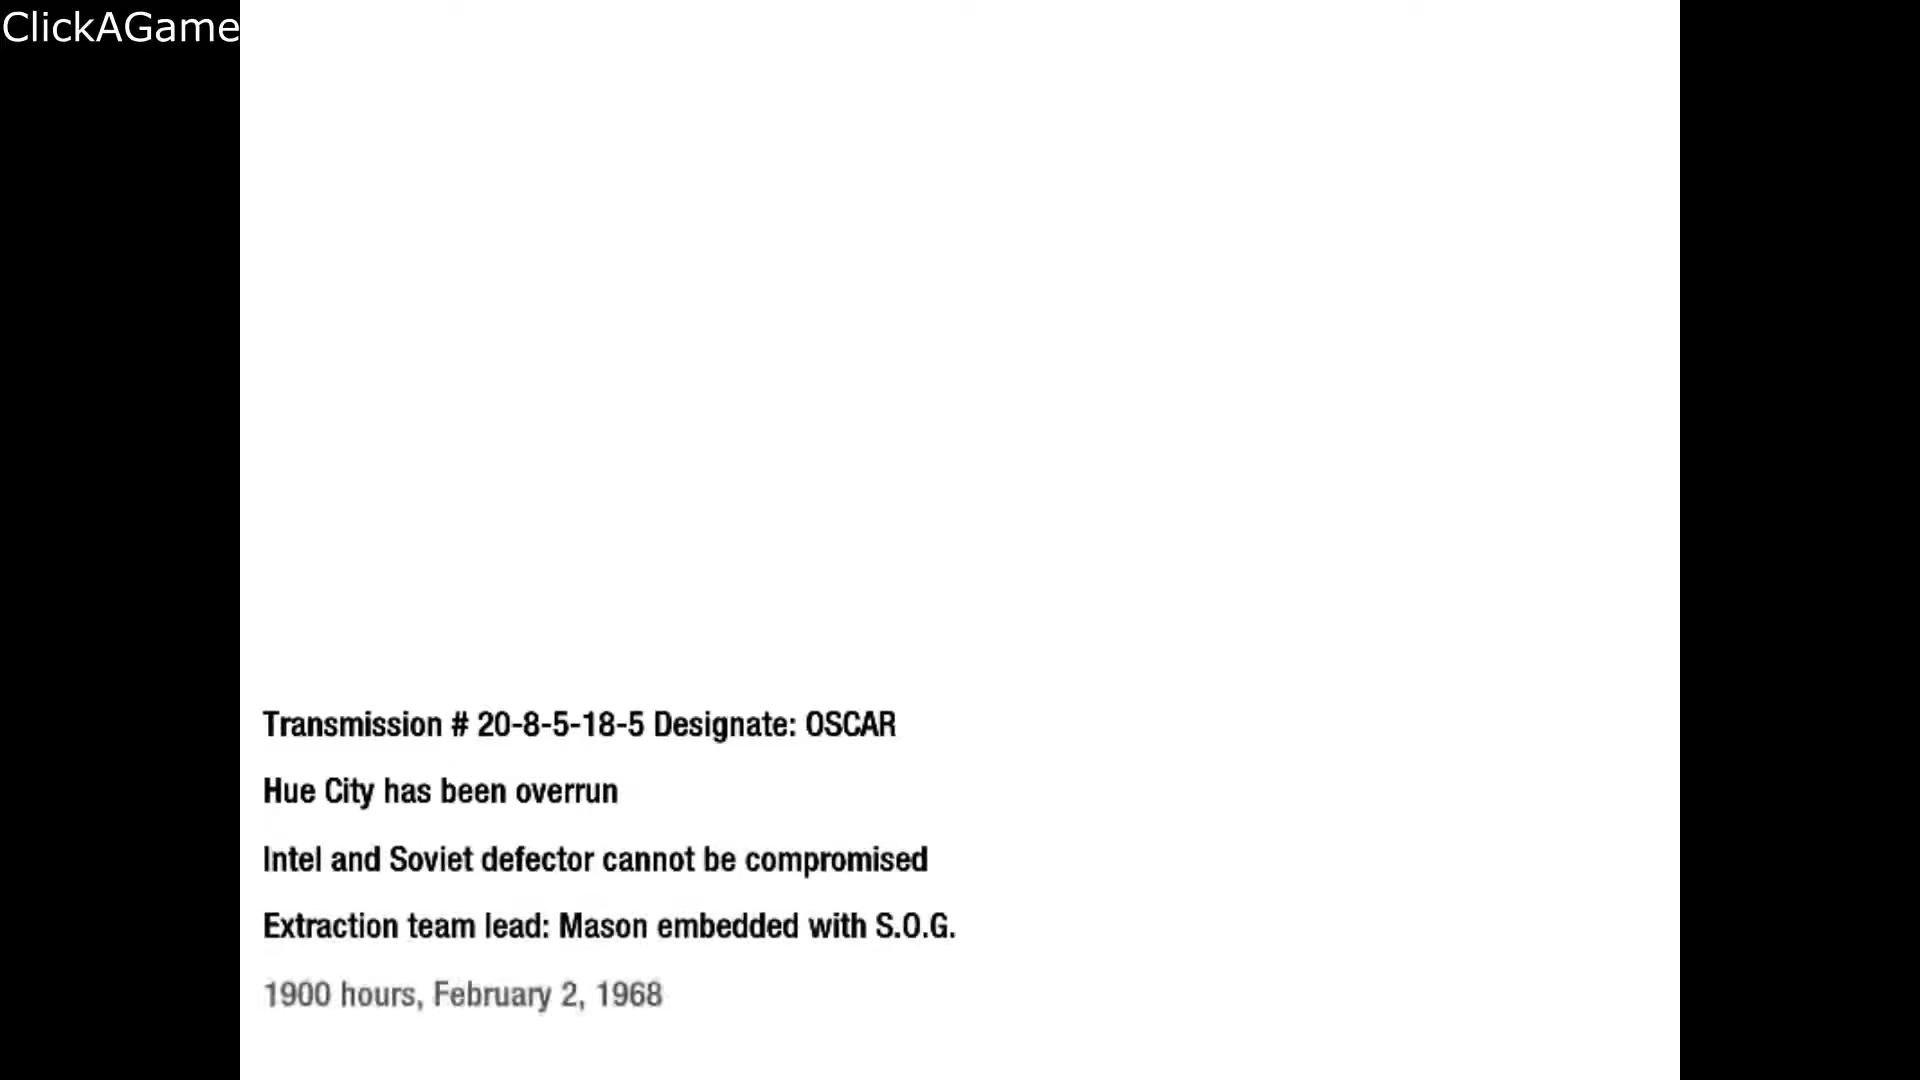 ClickAGame
Transmission # 20-8-5-18-5 Designate: OSCAR
Hue City has been overrun
Intel and Soviet defector cannot be compromised
Extraction team lead: Mason embedded with S.O.G.
1900 hours, February 2, 1968